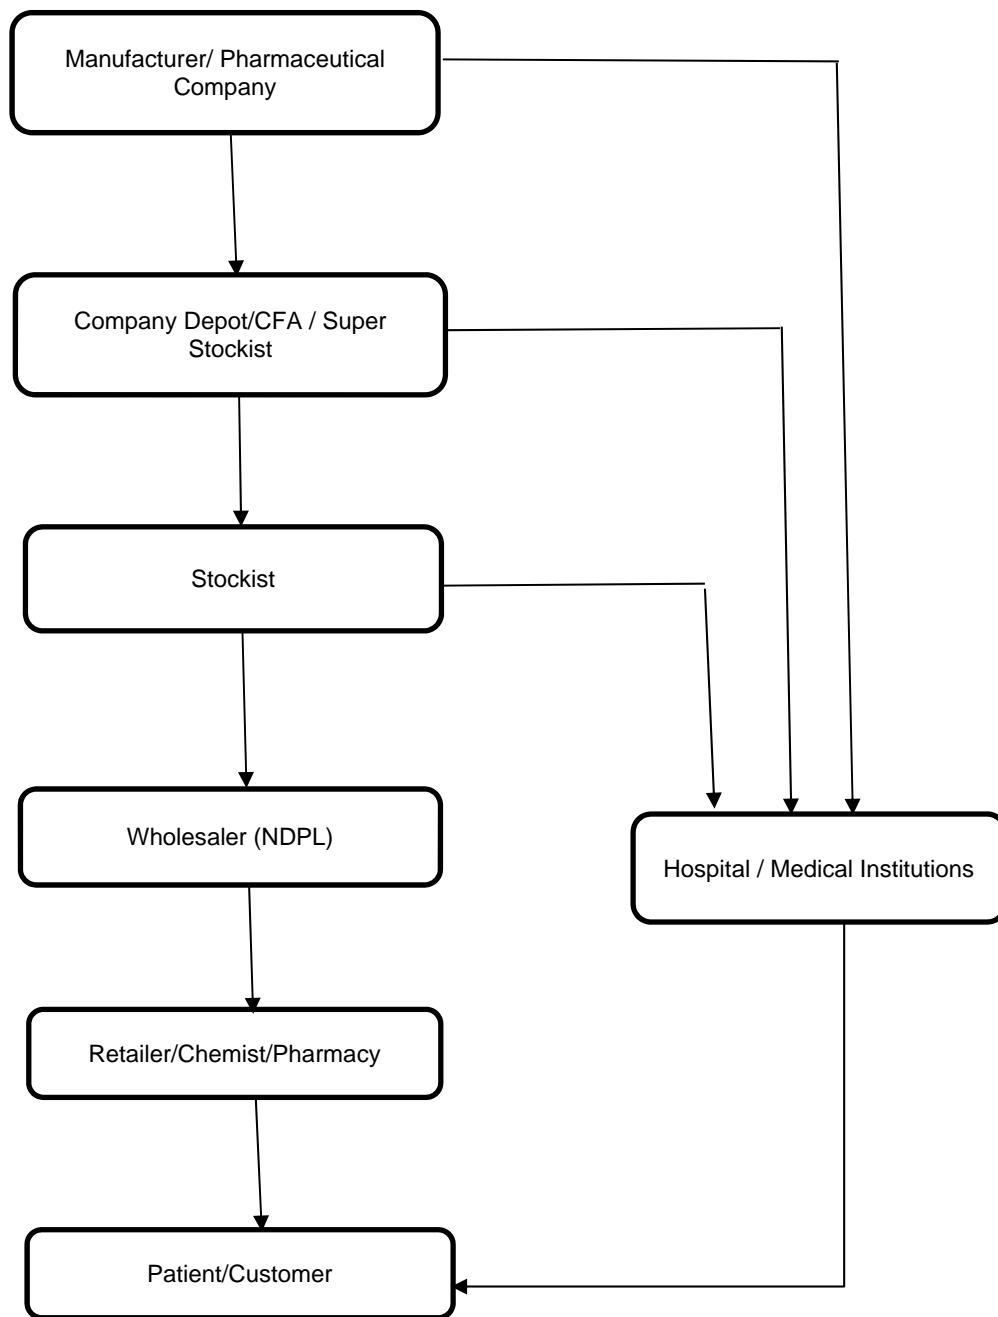 Manufacturer/ Pharmaceutical
Company
Company Depot/CFA / Super
Stockist
Stockist
Wholesaler (NDPL)
Hospital / Medical Institutions
Retailer/Chemist/Pharmacy
Patient/Customer